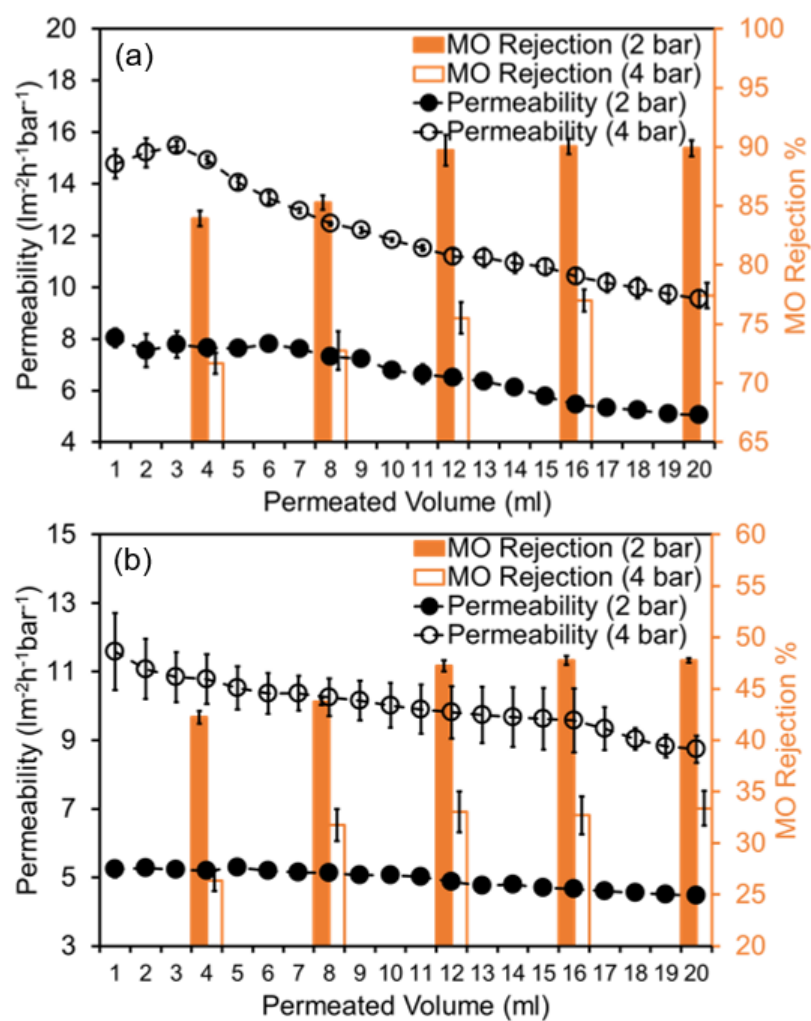 (a)
MO Rejection (2 bar)
MO Rejection (4 bar)
Permeability (2 bar)
Permeability (4 bar)
Permeability (lm⁻²h⁻¹bar⁻¹)
20
18
16
14
12
10
8
6
4
MO Rejection %
100
95
90
85
80
75
70
65
1 2 3 4 5 6 7 8 9 10 11 12 13 14 15 16 17 18 19 20
Permeated Volume (ml)
(b)
MO Rejection (2 bar)
MO Rejection (4 bar)
Permeability (2 bar)
Permeability (4 bar)
Permeability (lm⁻²h⁻¹bar⁻¹)
15
13
11
9
7
5
3
MO Rejection %
60
55
50
45
40
35
30
25
20
1 2 3 4 5 6 7 8 9 10 11 12 13 14 15 16 17 18 19 20
Permeated Volume (ml)